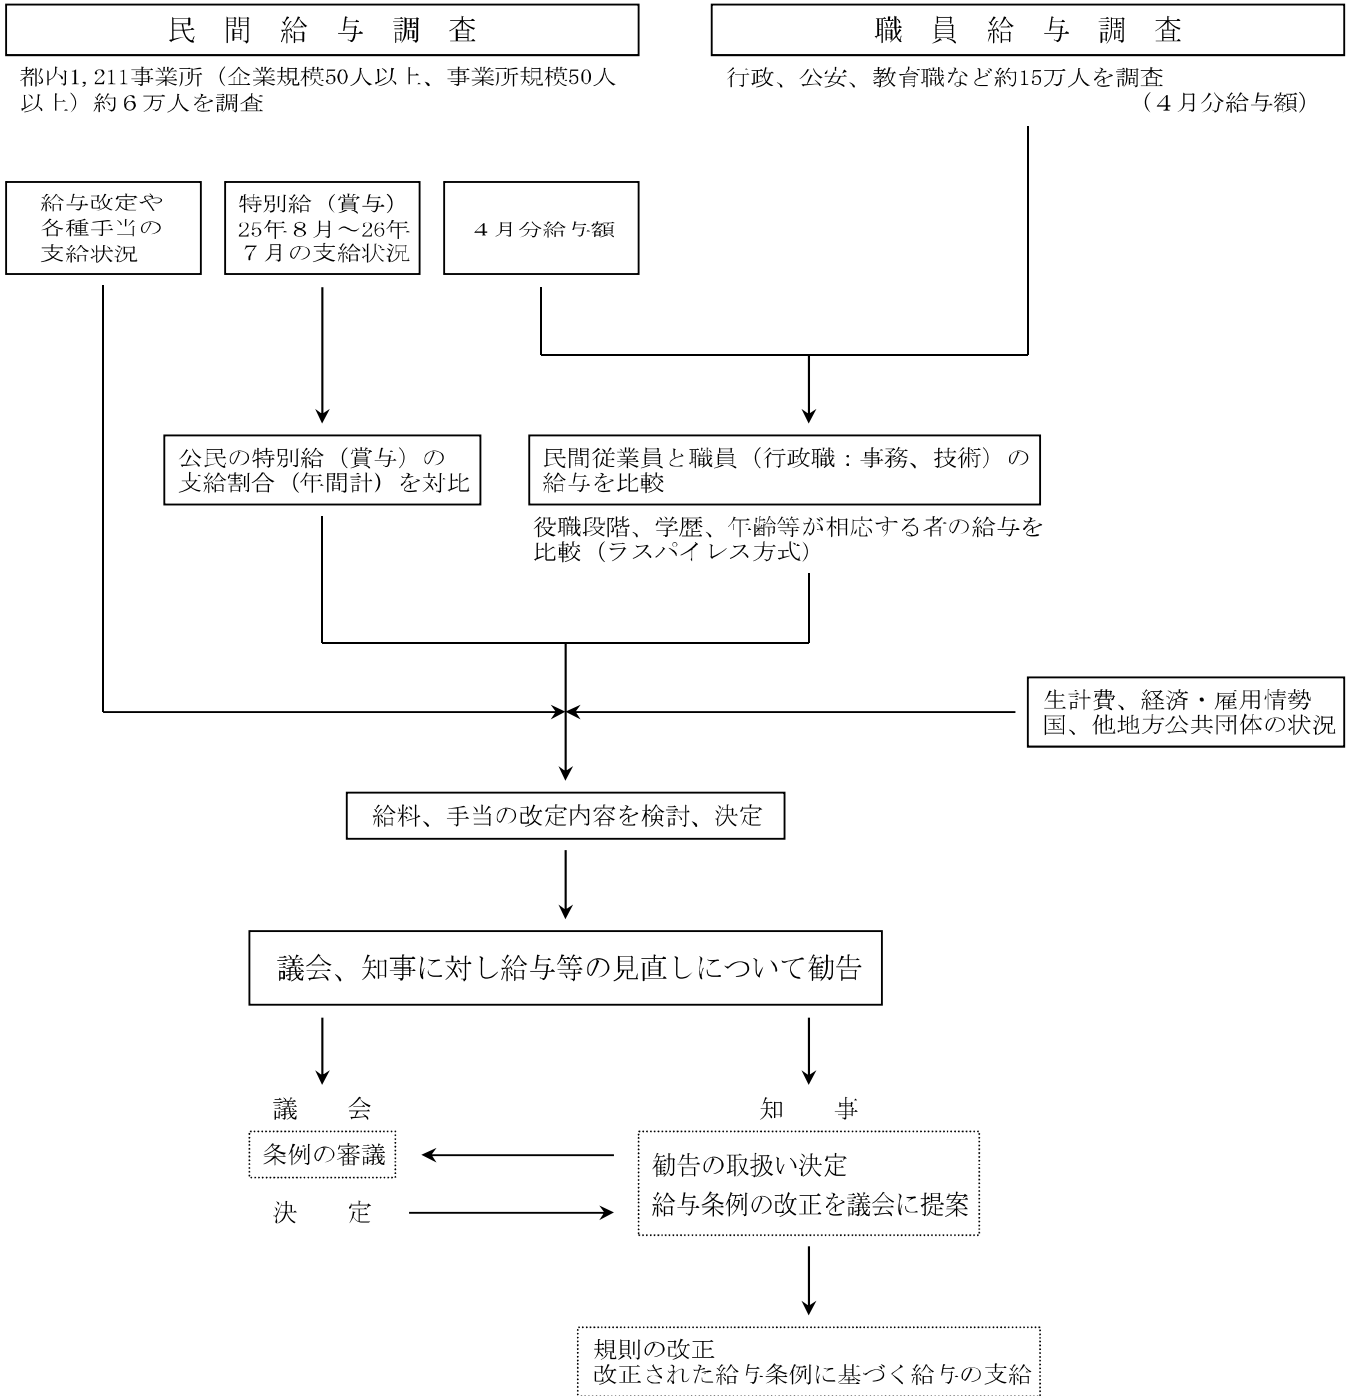 民間給与調査
職員給与調査
都内1,211事業所（企業規模50人以上、事業所規模50人
以上）約６万人を調査
行政、公安、教育職など約15万人を調査
（４月分給与額）
給与改定や
各種手当の
支給状況
特別給（賞与）
25年８月～26年
７月の支給状況
４月分給与額
公民の特別給（賞与）の
支給割合（年間計）を対比
民間従業員と職員（行政職：事務、技術）の
給与を比較
役職段階、学歴、年齢等が相応する者の給与を
比較（ラスパイレス方式）
生計費、経済・雇用情勢
国、他地方公共団体の状況
給料、手当の改定内容を検討、決定
議会、知事に対し給与等の見直しについて勧告
議　会
知　事
条例の審議
勧告の取扱い決定
給与条例の改正を議会に提案
決　定
規則の改正
改正された給与条例に基づく給与の支給